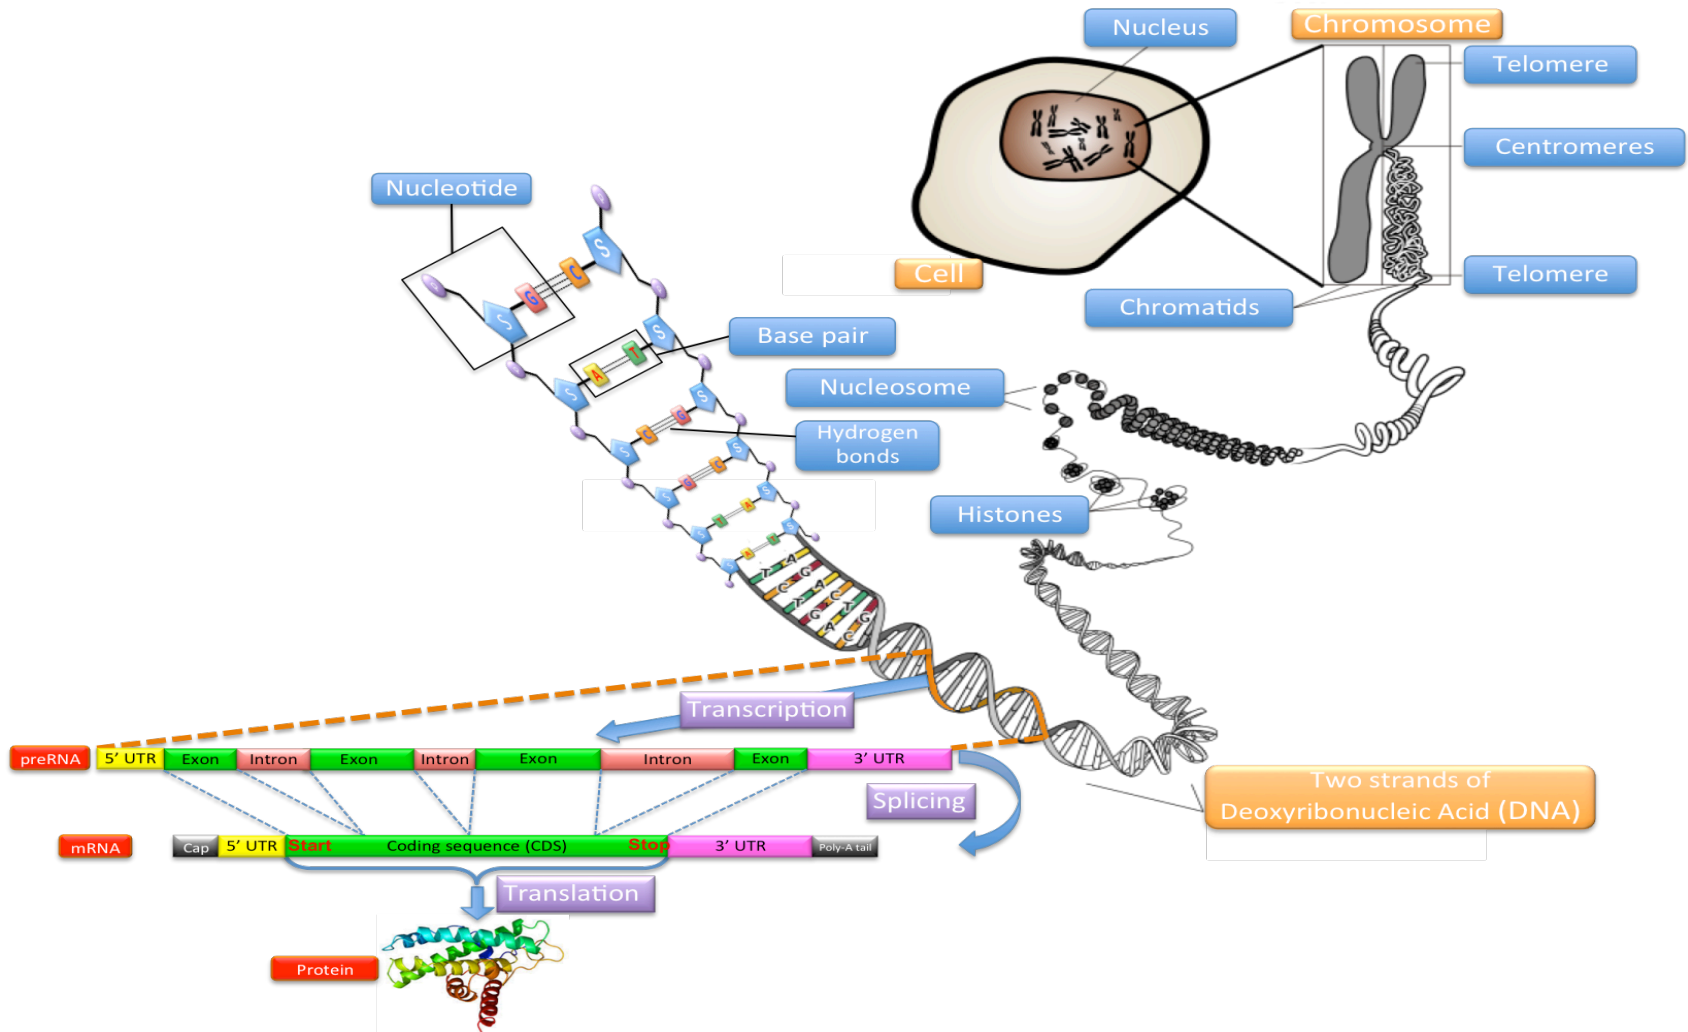 Nucleus
Chromosome
Telomere
Centromeres
Telomere
Chromatids
Cell
Nucleotide
S
C
G
S
Base pair
S
T
A
S
Nucleosome
Hydrogen
bonds
S
G
C
S
S
C
G
S
S
A
T
S
Histones
S
T
A
S
A
T
G
C
A
T
C
G
T
A
G
C
Transcription
preRNA
5’ UTR
Exon
Intron
Exon
Intron
Exon
Intron
Exon
3’ UTR
Splicing
Two strands of
Deoxyribonucleic Acid (DNA)
mRNA
Cap
5’ UTR
Start
Coding sequence (CDS)
Stop
3’ UTR
Poly-A tail
Translation
Protein